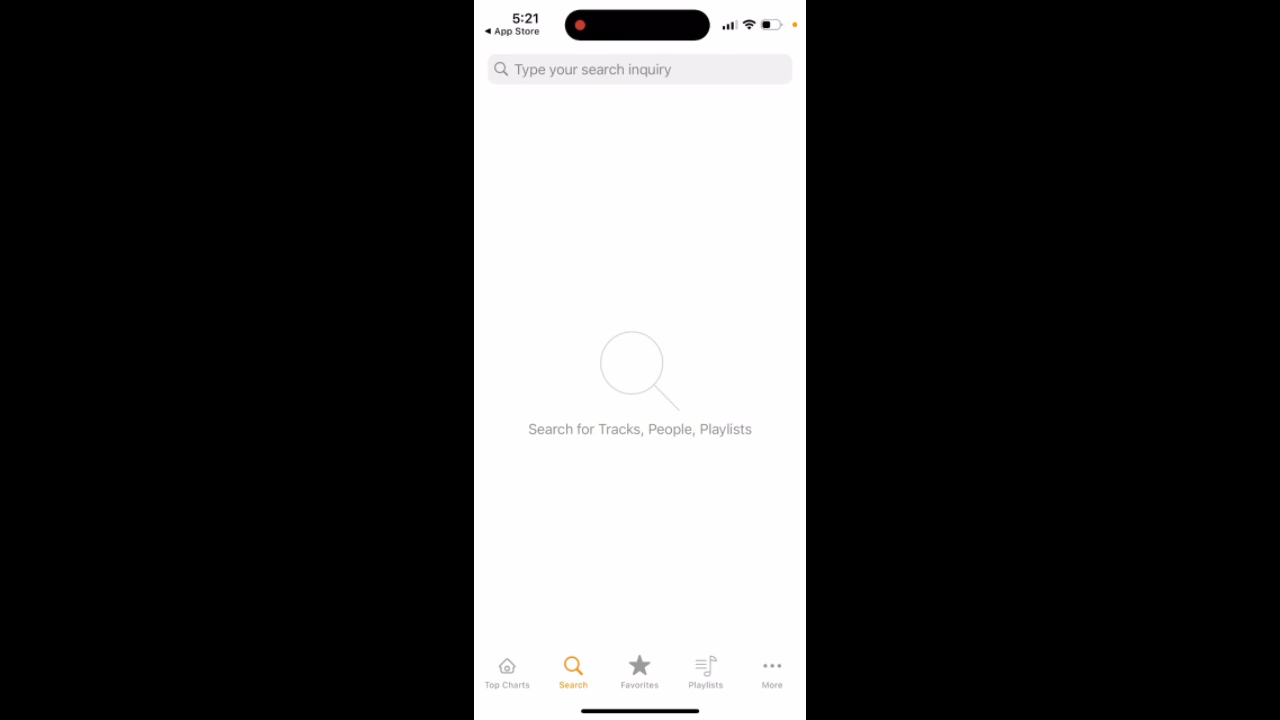 5:21
◀ App Store
Type your search inquiry
Search for Tracks, People, Playlists
Top Charts
Search
Favorites
Playlists
More